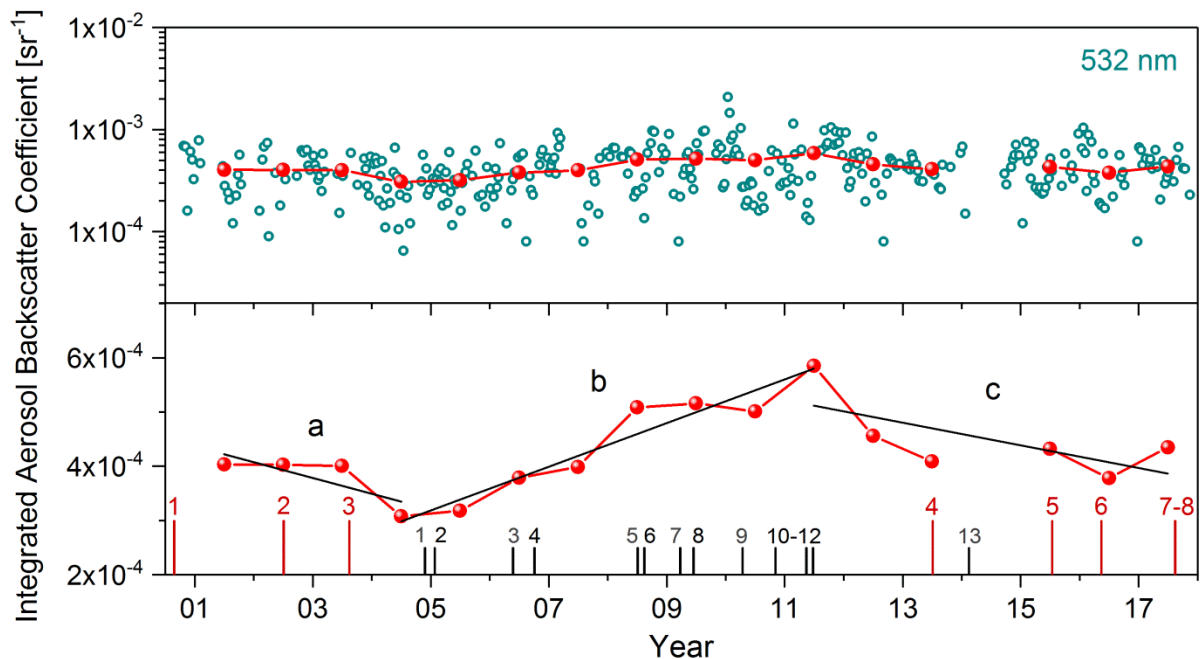 Integrated Aerosol Backscatter Coefficient [sr⁻¹]
1x10⁻²
532 nm
1x10⁻³
1x10⁻⁴
6x10⁻⁴
b
c
a
4x10⁻⁴
1 2 3 4 5 6 7-8
1 2 3 4 5 6 7 8 9 10-12 13
2x10⁻⁴
01 03 05 07 09 11 13 15 17
Year